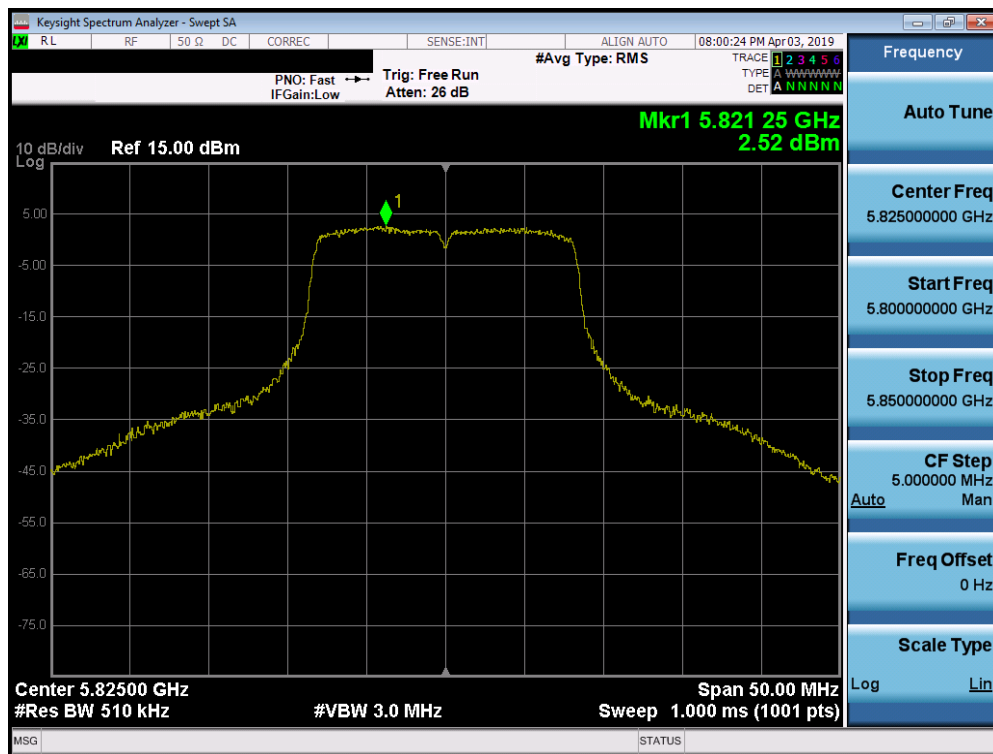 Keysight Spectrum Analyzer - Swept SA
LXI RL RF 50 Ω DC CORREC SENSE:INT ALIGN AUTO 08:00:24 PM Apr 03, 2019
#Avg Type: RMS
TRACE 1 2 3 4 5 6
PNO: Fast Trig: Free Run
TYPE A WWWWW
IFGain:Low Atten: 26 dB
DET A N N N N N
Mkr1 5.821 25 GHz
2.52 dBm
10 dB/div Ref 15.00 dBm
Log
1
5.00
-5.00
-15.0
-25.0
-35.0
-45.0
-55.0
-65.0
-75.0
Center 5.82500 GHz Span 50.00 MHz
#Res BW 510 kHz #VBW 3.0 MHz Sweep 1.000 ms (1001 pts)
MSG STATUS
Frequency
Auto Tune
Center Freq
5.825000000 GHz
Start Freq
5.800000000 GHz
Stop Freq
5.850000000 GHz
CF Step
5.000000 MHz
Auto Man
Freq Offset
0 Hz
Scale Type
Log Lin